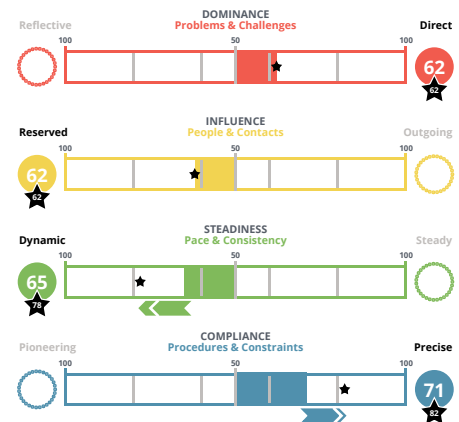 DOMINANCE
Reflective Problems & Challenges Direct
100 50 100
62
62
INFLUENCE
Reserved People & Contacts Outgoing
100 50 100
62
62
STEADINESS
Dynamic Pace & Consistency Steady
100 50 100
65
78
COMPLIANCE
Pioneering Procedures & Constraints Precise
100 50 100
71
82